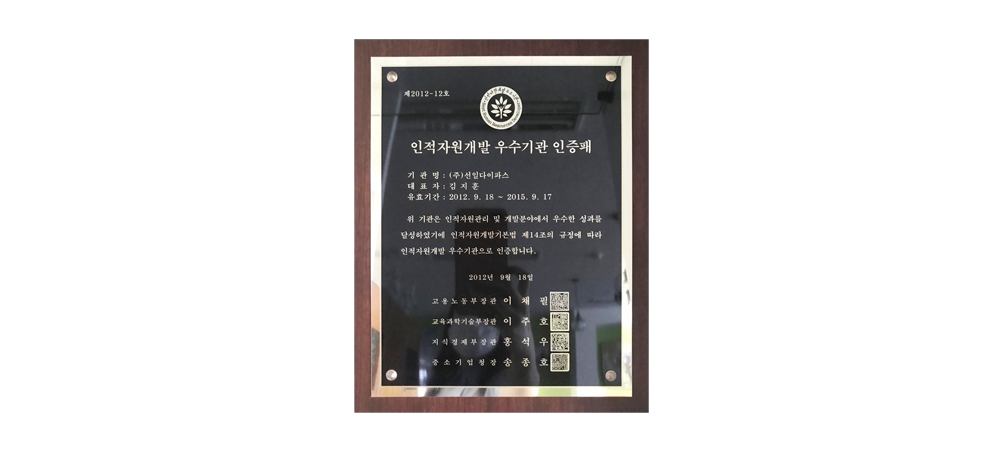 제2012-12호
인적자원개발 우수기관 인증패
기 관 명 : (주)선일다이파스
대 표 자 : 김 지 훈
유효기간 : 2012. 9. 18 ~ 2015. 9. 17
위 기관은 인적자원관리 및 개발분야에서 우수한 성과를
달성하였기에 인적자원개발기본법 제14조의 규정에 따라
인적자원개발 우수기관으로 인증합니다.
2012년 9월 18일
고용노동부장관 이 채 필
교육과학기술부장관 이 주 호
지식경제부장관 홍 석 우
중소기업청장 송 종 호